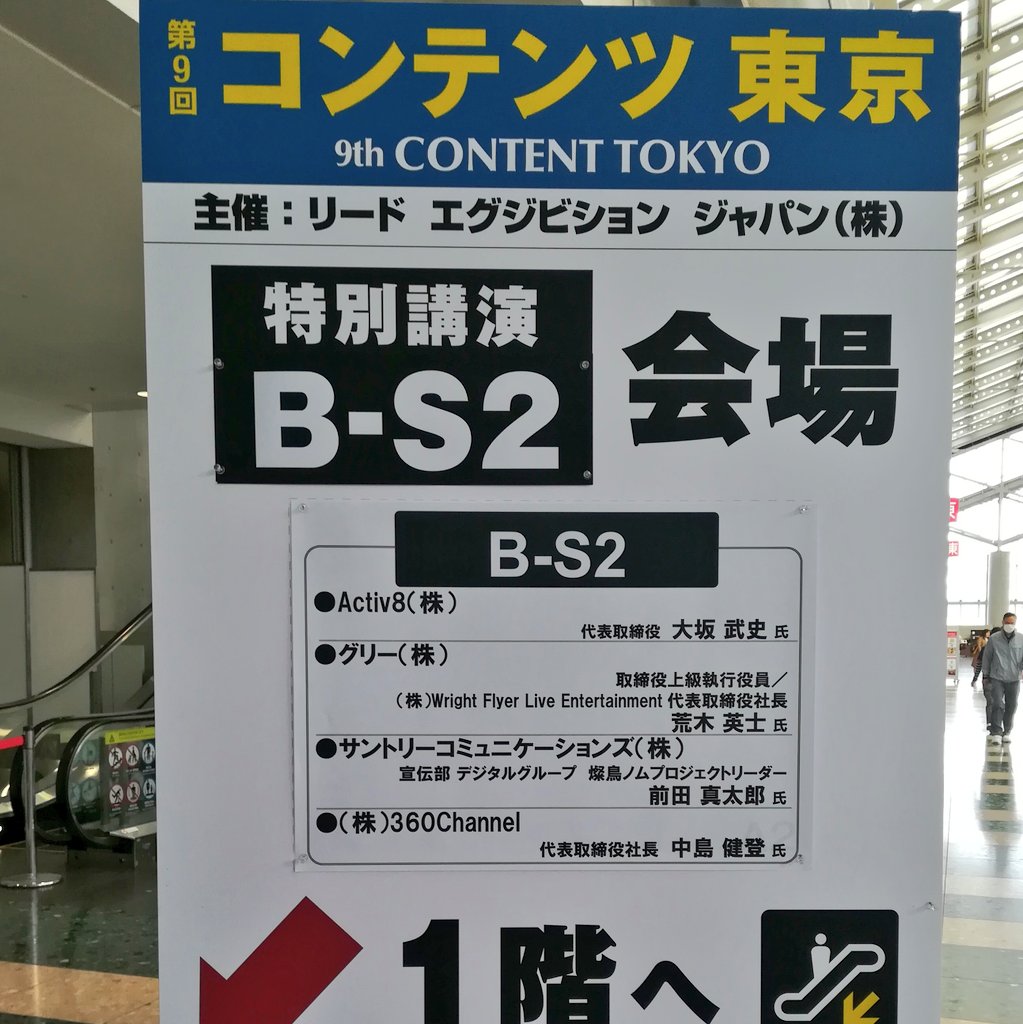 第9回
コンテンツ 東京
9th CONTENT TOKYO
主催：リード エグジビション ジャパン(株)
特別講演
B-S2
会場
B-S2
●Activ8(株)
代表取締役 大坂 武史 氏
●グリー(株)
取締役上級執行役員／
(株)Wright Flyer Live Entertainment 代表取締役社長
荒木 英士 氏
●サントリーコミュニケーションズ(株)
宣伝部 デジタルグループ 燦鳥ノムプロジェクトリーダー
前田 真太郎 氏
●(株)360Channel
代表取締役社長 中島 健登 氏
1階へ